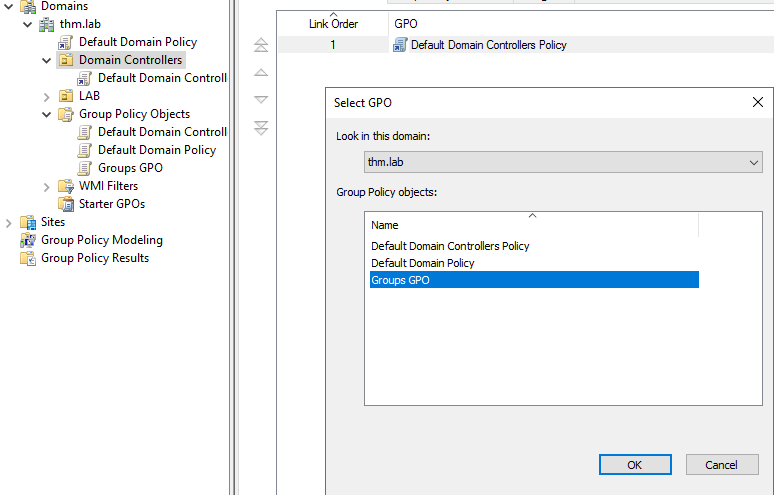 Domains
thm.lab
Default Domain Policy
Domain Controllers
Default Domain Controll
LAB
Group Policy Objects
Default Domain Controll
Default Domain Policy
Groups GPO
WMI Filters
Starter GPOs
Sites
Group Policy Modeling
Group Policy Results
Link Order GPO
1 Default Domain Controllers Policy
Select GPO
Look in this domain:
thm.lab
Group Policy objects:
Name
Default Domain Controllers Policy
Default Domain Policy
Groups GPO
OK Cancel